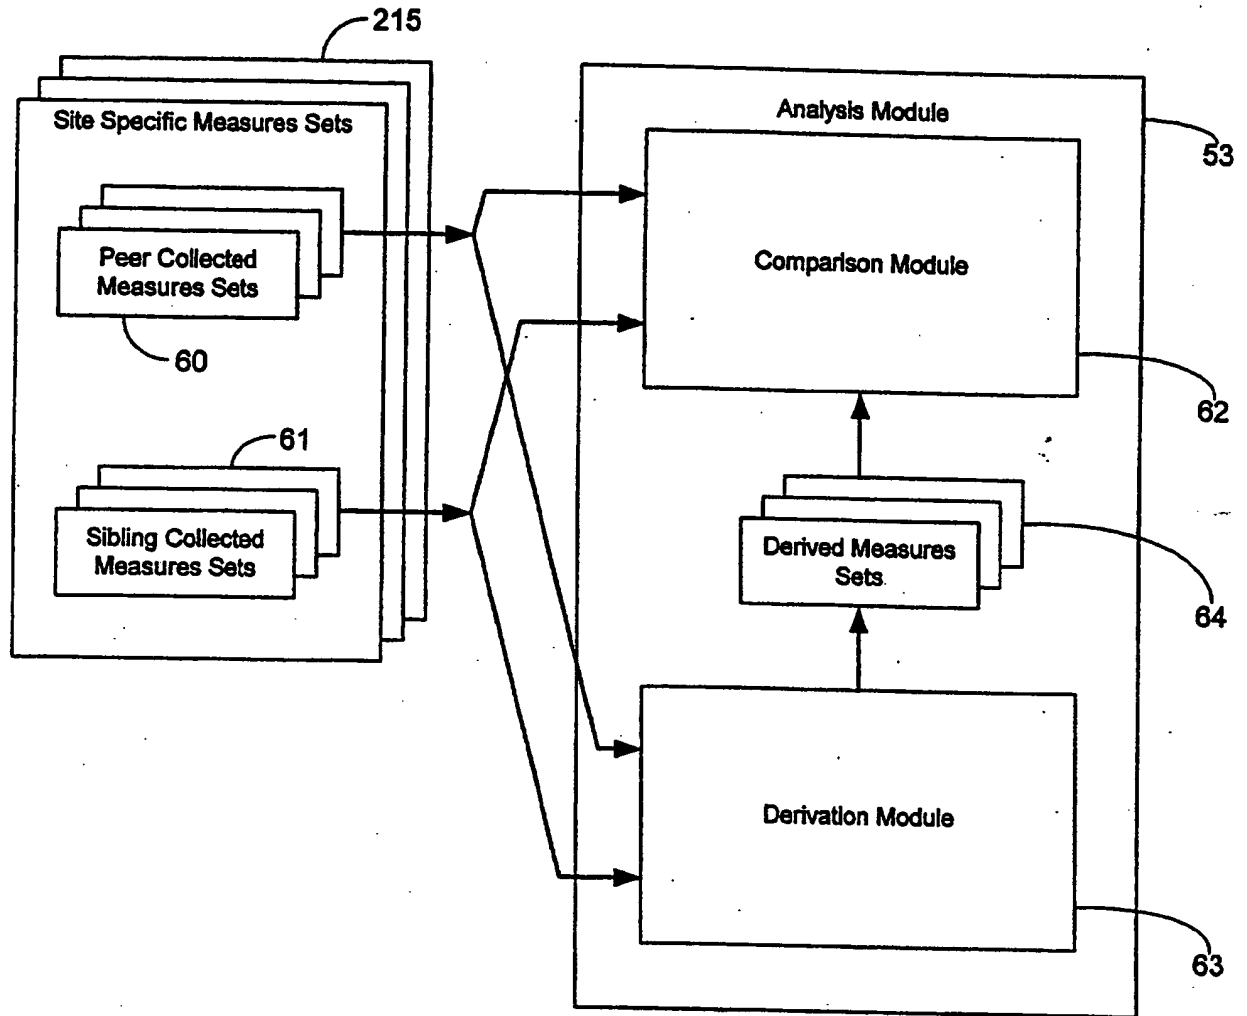 215
Site Specific Measures Sets
Peer Collected
Measures Sets
60
61
Sibling Collected
Measures Sets
Analysis Module
53
Comparison Module
62
Derived Measures
Sets
64
Derivation Module
63